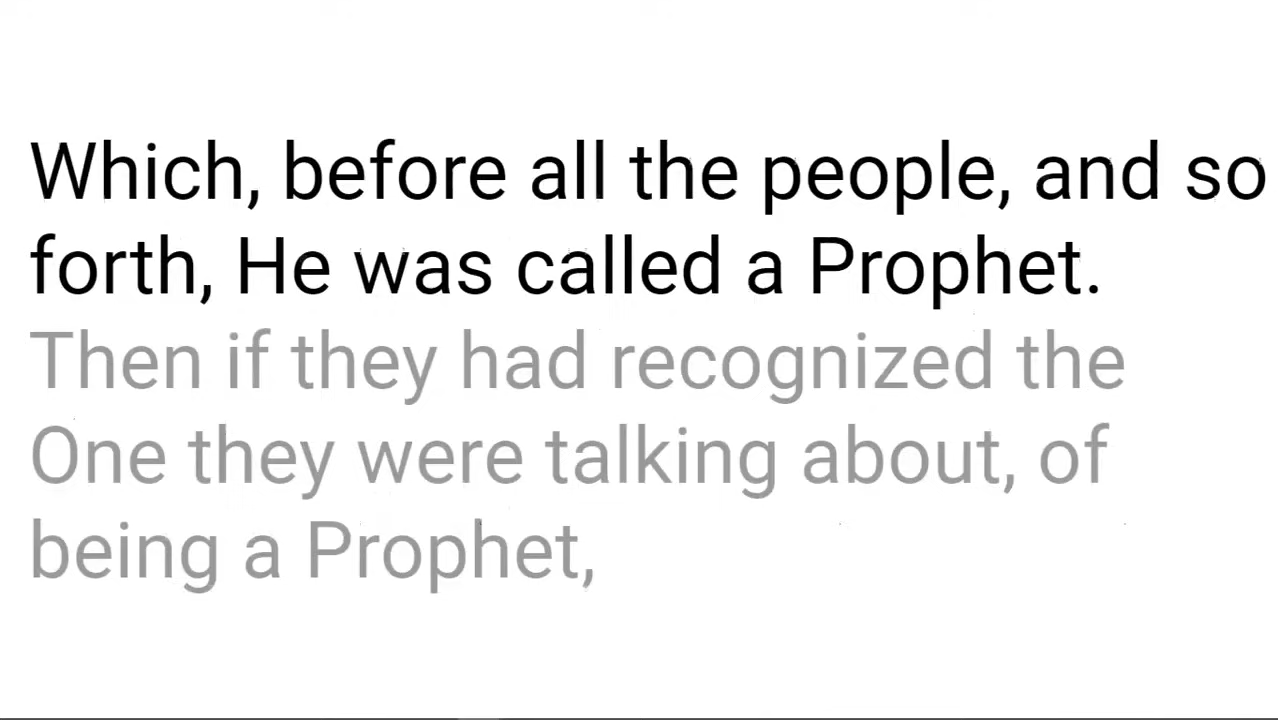 Which, before all the people, and so
forth, He was called a Prophet.
Then if they had recognized the
One they were talking about, of
being a Prophet,